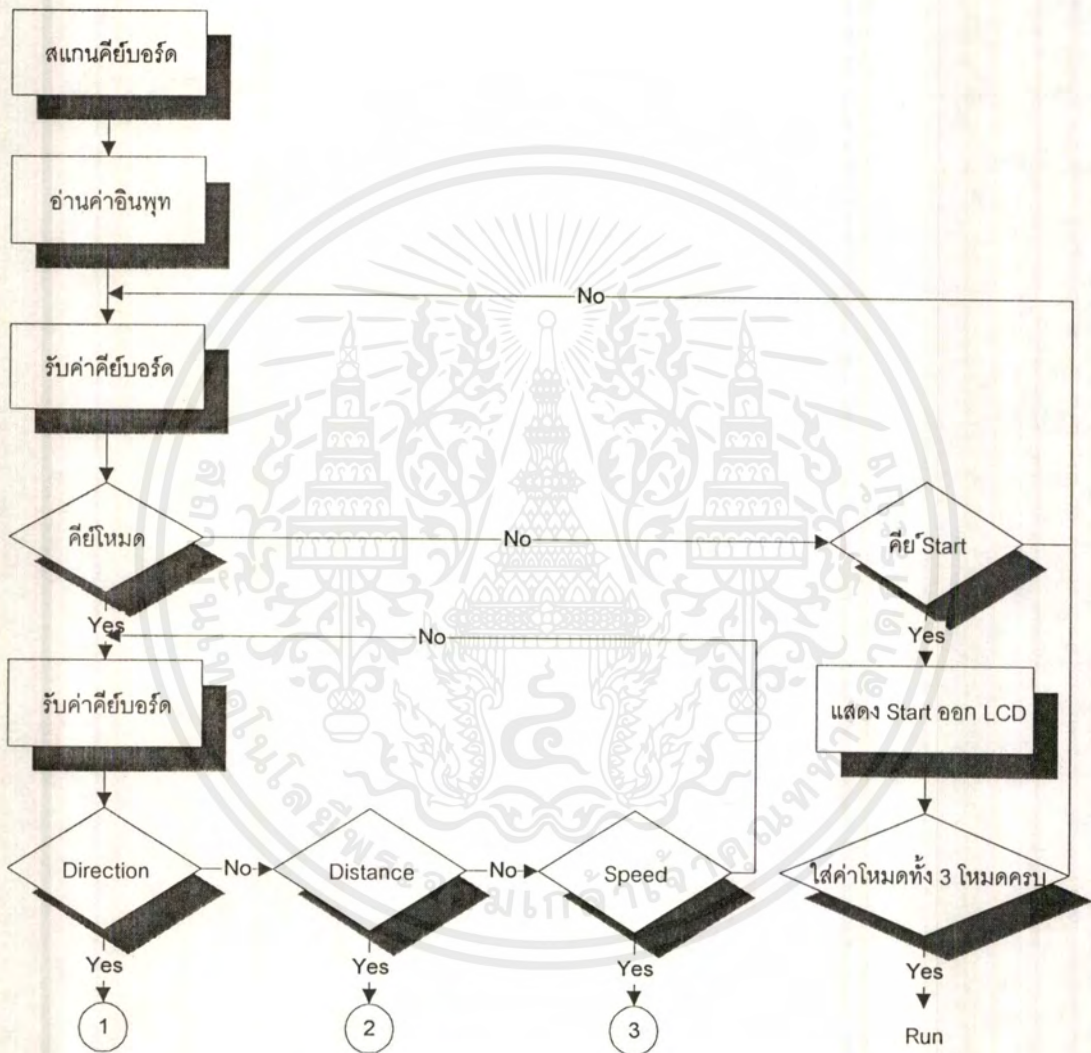 สแกนคีย์บอร์ด
อ่านค่าอินพุท
No
รับค่าคีย์บอร์ด
คีย์โหมด
No
คีย์ Start
Yes
Yes
No
รับค่าคีย์บอร์ด
แสดง Start ออก LCD
Direction
No
Distance
No
Speed
ใส่ค่าโหมดทั้ง 3 โหมดครบ
Yes
Yes
Yes
Yes
1
2
3
Run